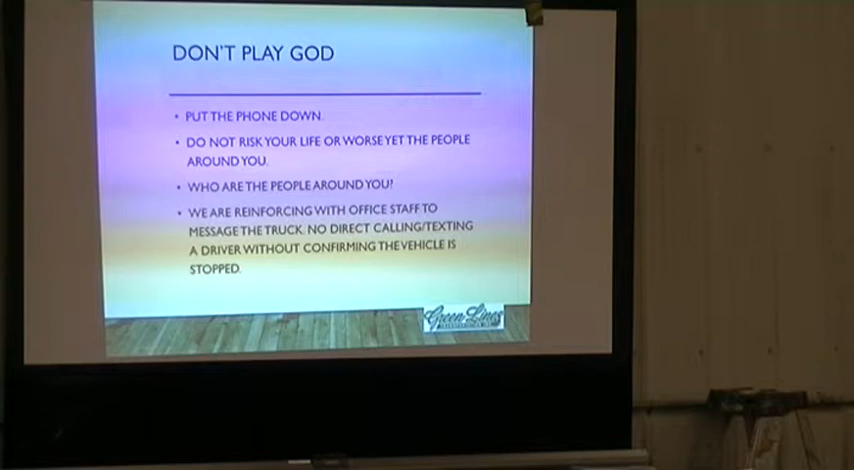 DON'T PLAY GOD
• PUT THE PHONE DOWN.
• DO NOT RISK YOUR LIFE OR WORSE YET THE PEOPLE
AROUND YOU.
• WHO ARE THE PEOPLE AROUND YOU?
• WE ARE REINFORCING WITH OFFICE STAFF TO
MESSAGE THE TRUCK. NO DIRECT CALLING/TEXTING
A DRIVER WITHOUT CONFIRMING THE VEHICLE IS
STOPPED.
Green Lines